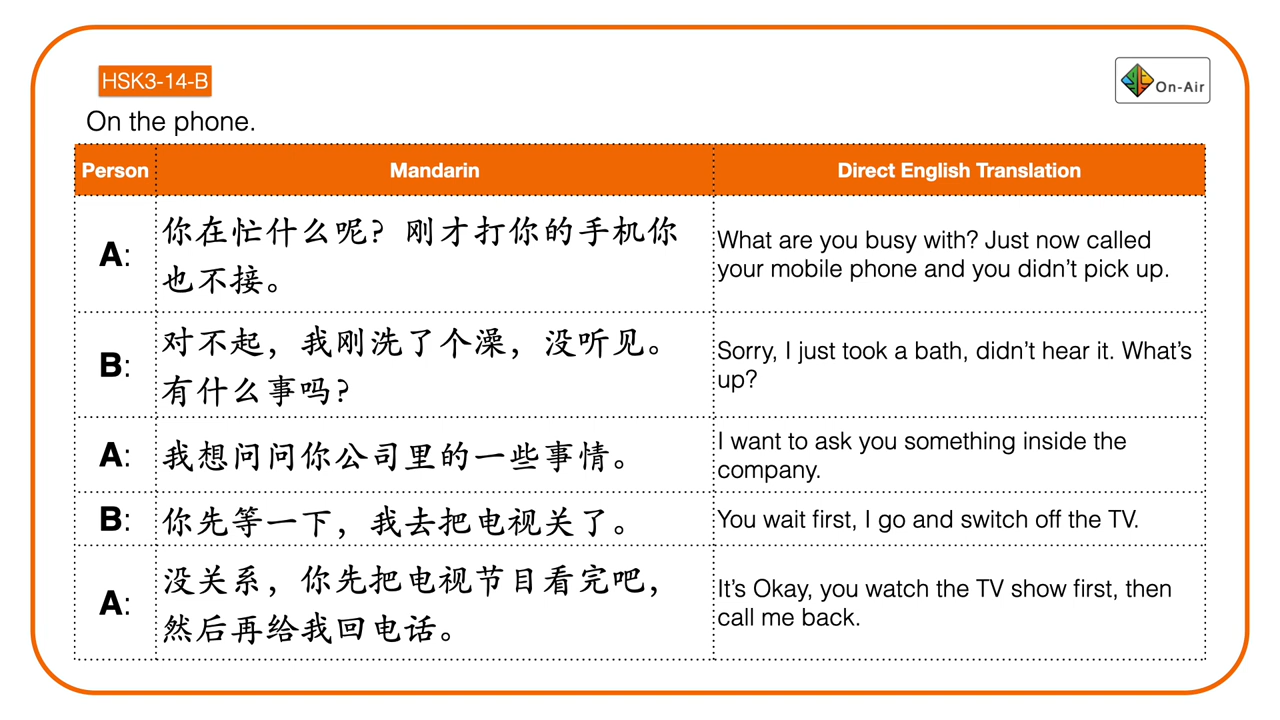 HSK3-14-B
On-Air
On the phone.
Person
Mandarin
Direct English Translation
A:
你在忙什么呢？刚才打你的手机你
也不接。
What are you busy with? Just now called
your mobile phone and you didn’t pick up.
B:
对不起，我刚洗了个澡，没听见。
有什么事吗？
Sorry, I just took a bath, didn’t hear it. What’s
up?
A:
我想问问你公司里的一些事情。
I want to ask you something inside the
company.
B:
你先等一下，我去把电视关了。
You wait first, I go and switch off the TV.
A:
没关系，你先把电视节目看完吧，
然后再给我回电话。
It’s Okay, you watch the TV show first, then
call me back.